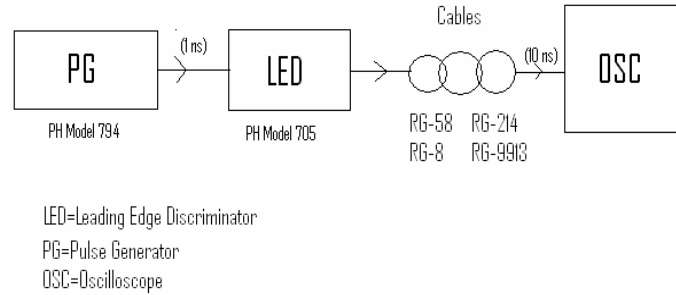 Cables
(1 ns)
(10 ns)
PG
LED
OSC
PH Model 794
PH Model 705
RG-58 RG-214
RG-8 RG-9913
LED=Leading Edge Discriminator
PG=Pulse Generator
OSC=Oscilloscope